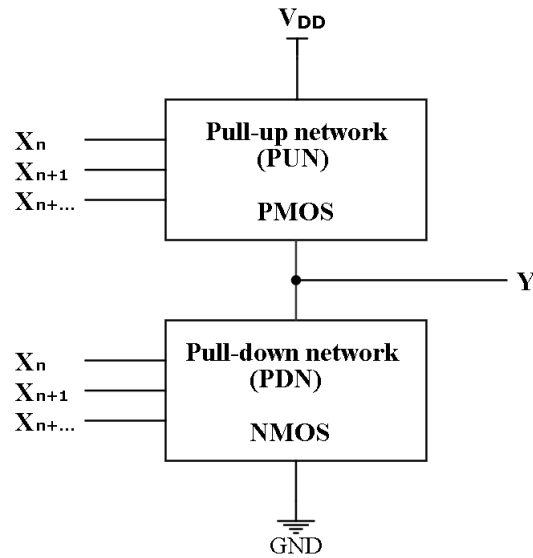 VDD
Pull-up network
(PUN)
PMOS
Xn
Xn+1
Xn+...
Y
Pull-down network
(PDN)
NMOS
Xn
Xn+1
Xn+...
GND